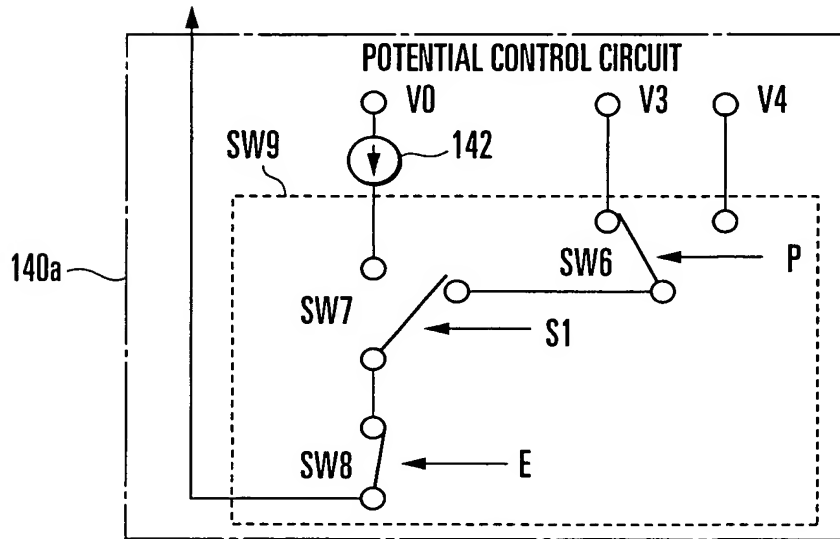 POTENTIAL CONTROL CIRCUIT
V0
V3
V4
142
SW9
140a
SW6
P
SW7
S1
SW8
E